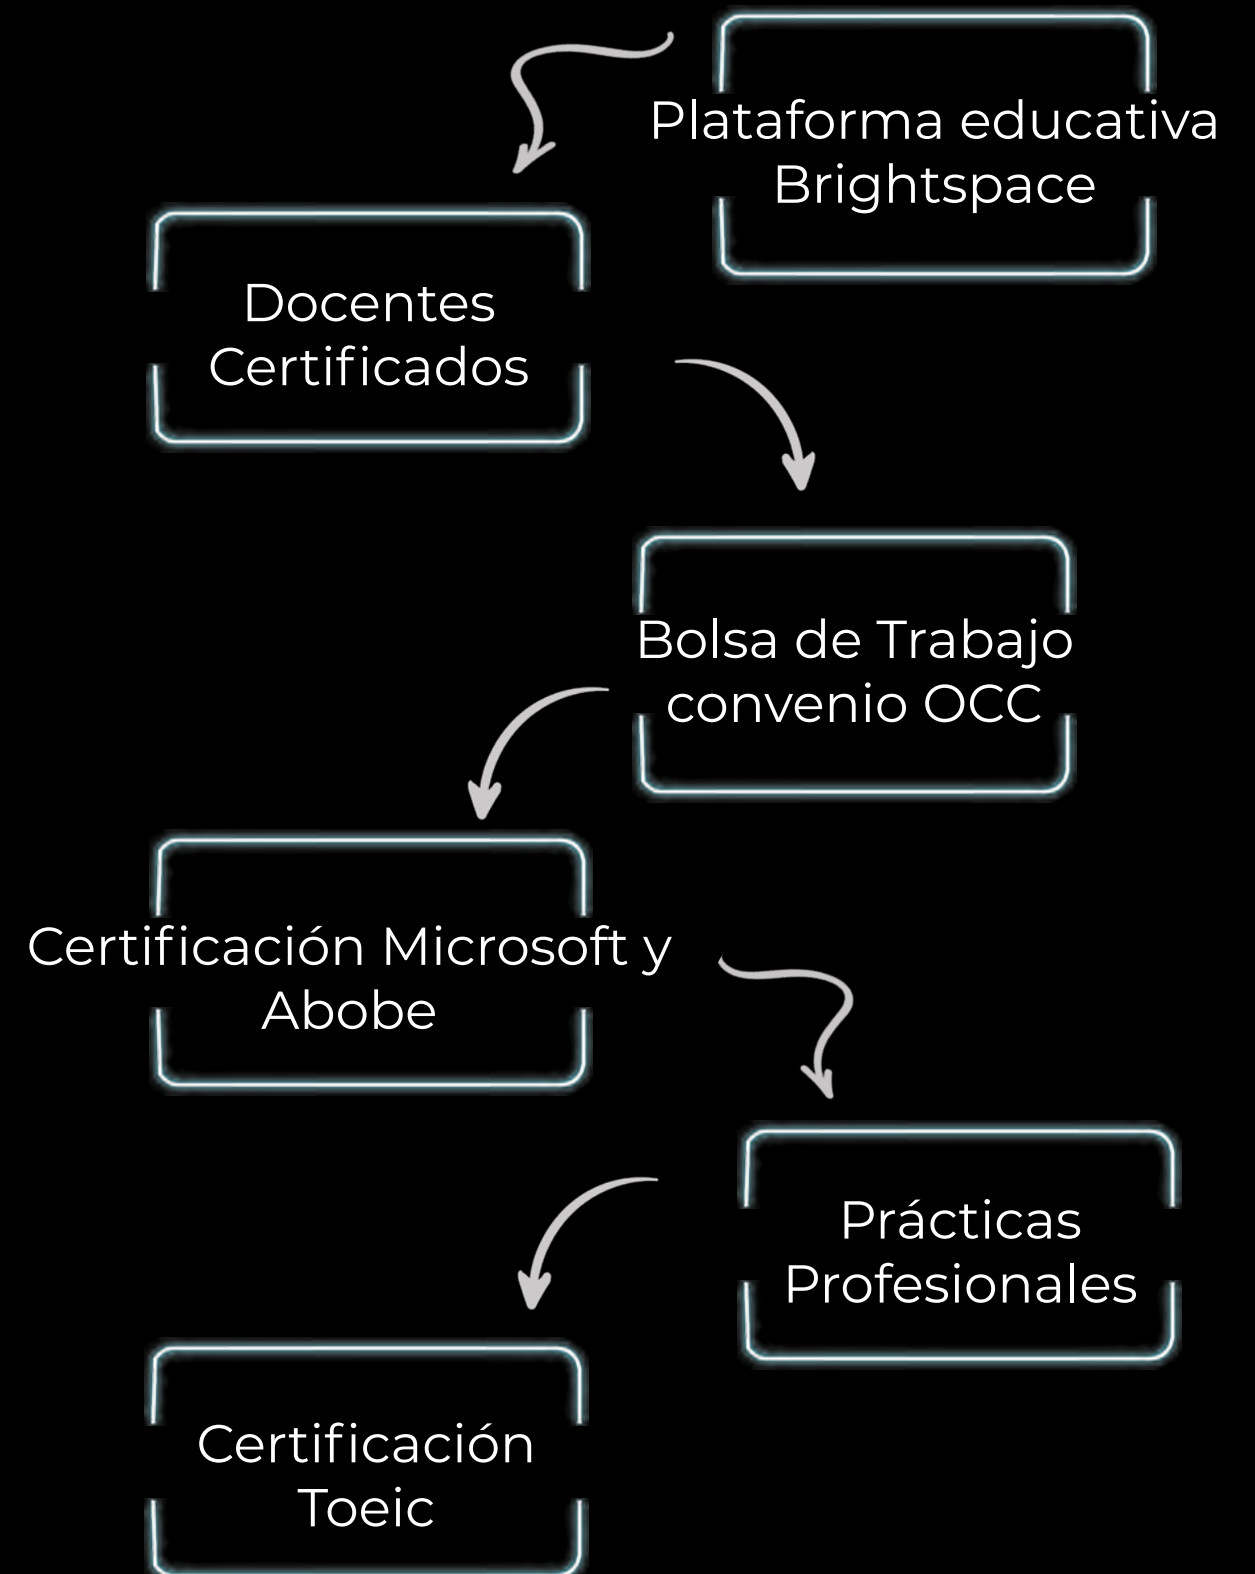 Plataforma educativa
Brightspace
Docentes
Certificados
Bolsa de Trabajo
convenio OCC
Certificación Microsoft y
Abobe
Prácticas
Profesionales
Certificación
Toeic